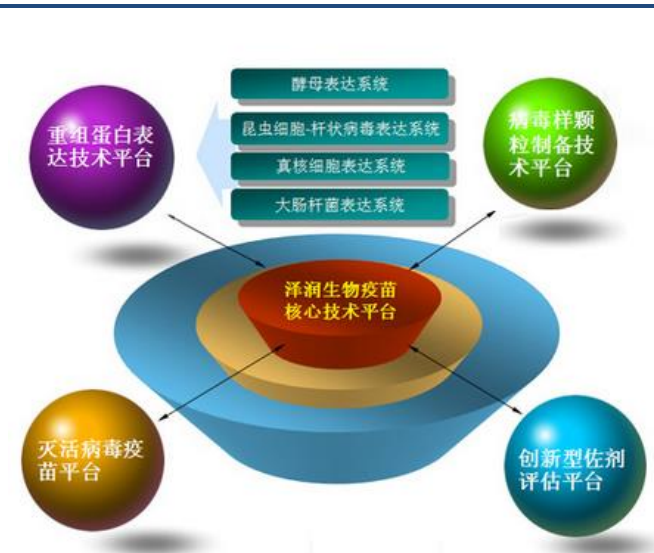 酵母表达系统
昆虫细胞-杆状病毒表达系统
真核细胞表达系统
大肠杆菌表达系统
重组蛋白表
达技术平台
病毒样颗
粒制备技
术平台
泽润生物疫苗
核心技术平台
灭活病毒疫
苗平台
创新型佐剂
评估平台